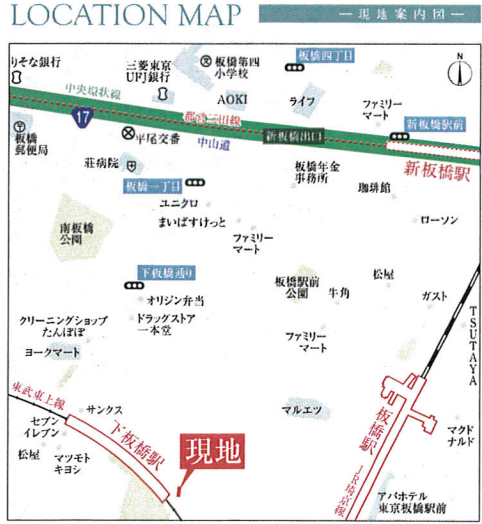 LOCATION MAP
現地案内図
りそな銀行
三菱東京
UFJ銀行
板橋第四
小学校
板橋四丁目
N
中央環状線
AOKI
ライフ
ファミリー
マート
17
都営三田線
新板橋駅前
板橋
郵便局
平尾交番
中山道
新板橋出口
荘病院
板橋年金
事務所
新板橋駅
板橋一丁目
珈琲館
ユニクロ
まいばすけっと
ローソン
南板橋
公園
ファミリー
マート
下板橋通り
板橋駅前
公園
松屋
オリジン弁当
牛角
ガスト
ドラッグストア
一本堂
クリーニングショップ
たんぽぽ
ファミリー
マート
TSUTAYA
ヨークマート
東武東上線
サンクス
マルエツ
板橋駅
セブン
イレブン
下板橋駅
現地
マクド
ナルド
松屋
マツモト
キヨシ
JR埼京線
アパホテル
東京板橋駅前